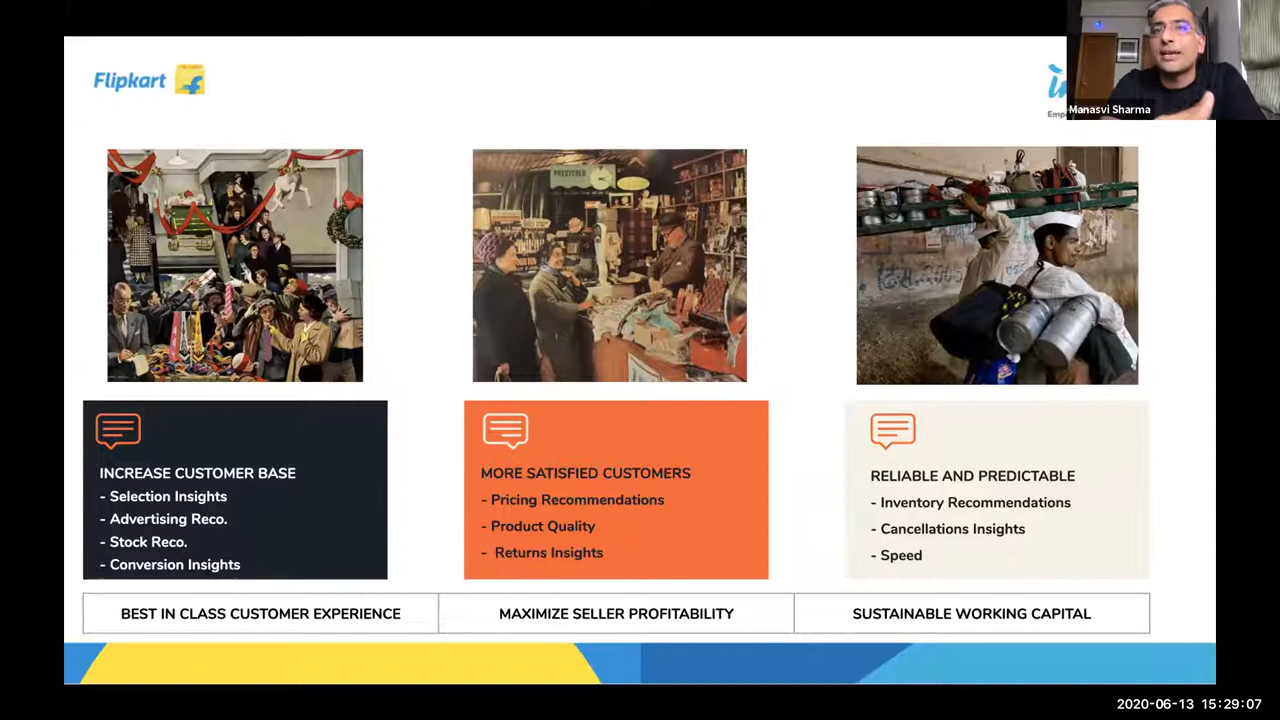 Flipkart
Manasvi Sharma
INCREASE CUSTOMER BASE
- Selection Insights
- Advertising Reco.
- Stock Reco.
- Conversion Insights
MORE SATISFIED CUSTOMERS
- Pricing Recommendations
- Product Quality
- Returns Insights
RELIABLE AND PREDICTABLE
- Inventory Recommendations
- Cancellations Insights
- Speed
BEST IN CLASS CUSTOMER EXPERIENCE
MAXIMIZE SELLER PROFITABILITY
SUSTAINABLE WORKING CAPITAL
2020-06-13 15:29:07